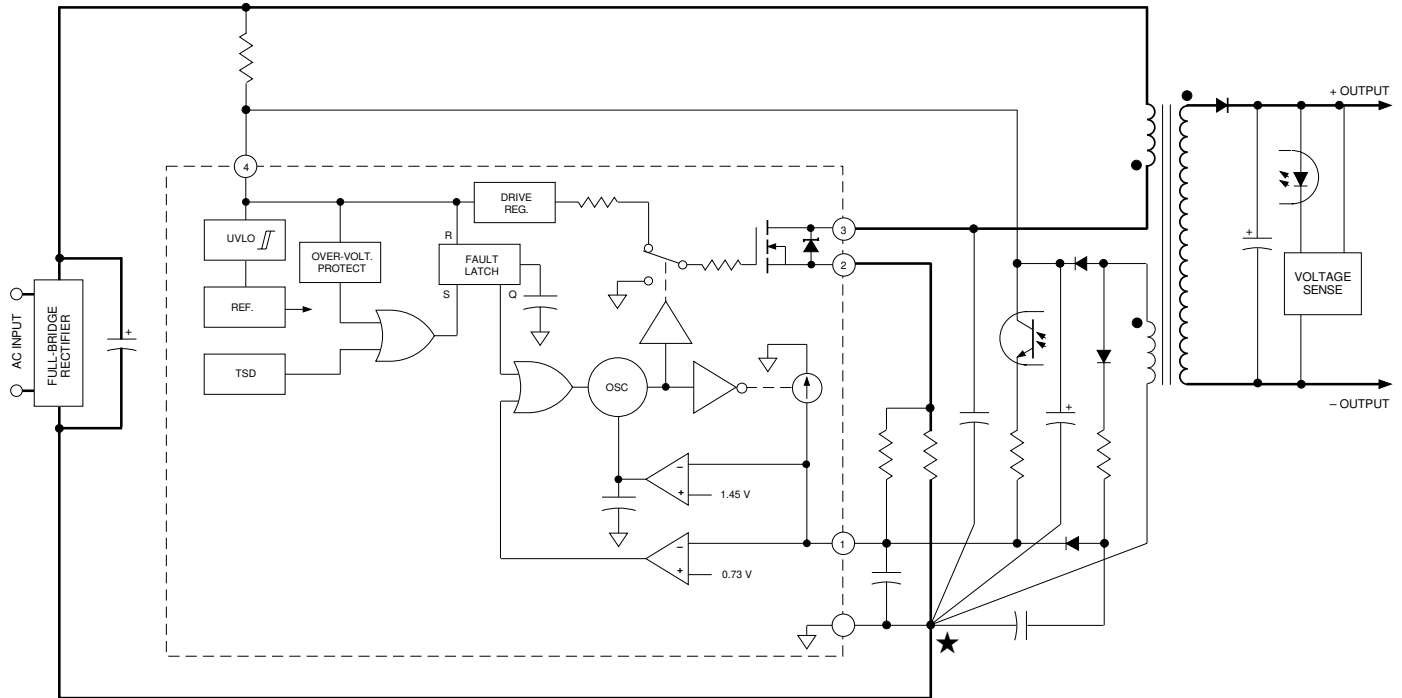 + OUTPUT
4
DRIVE
REG.
UVLO
OVER-VOLT.
PROTECT
R
FAULT
LATCH
S
Q
3
2
+
VOLTAGE
SENSE
REF.
AC INPUT
FULL-BRIDGE
RECTIFIER
+
TSD
OSC
– OUTPUT
+
–
+
1.45 V
1
–
+
0.73 V
★